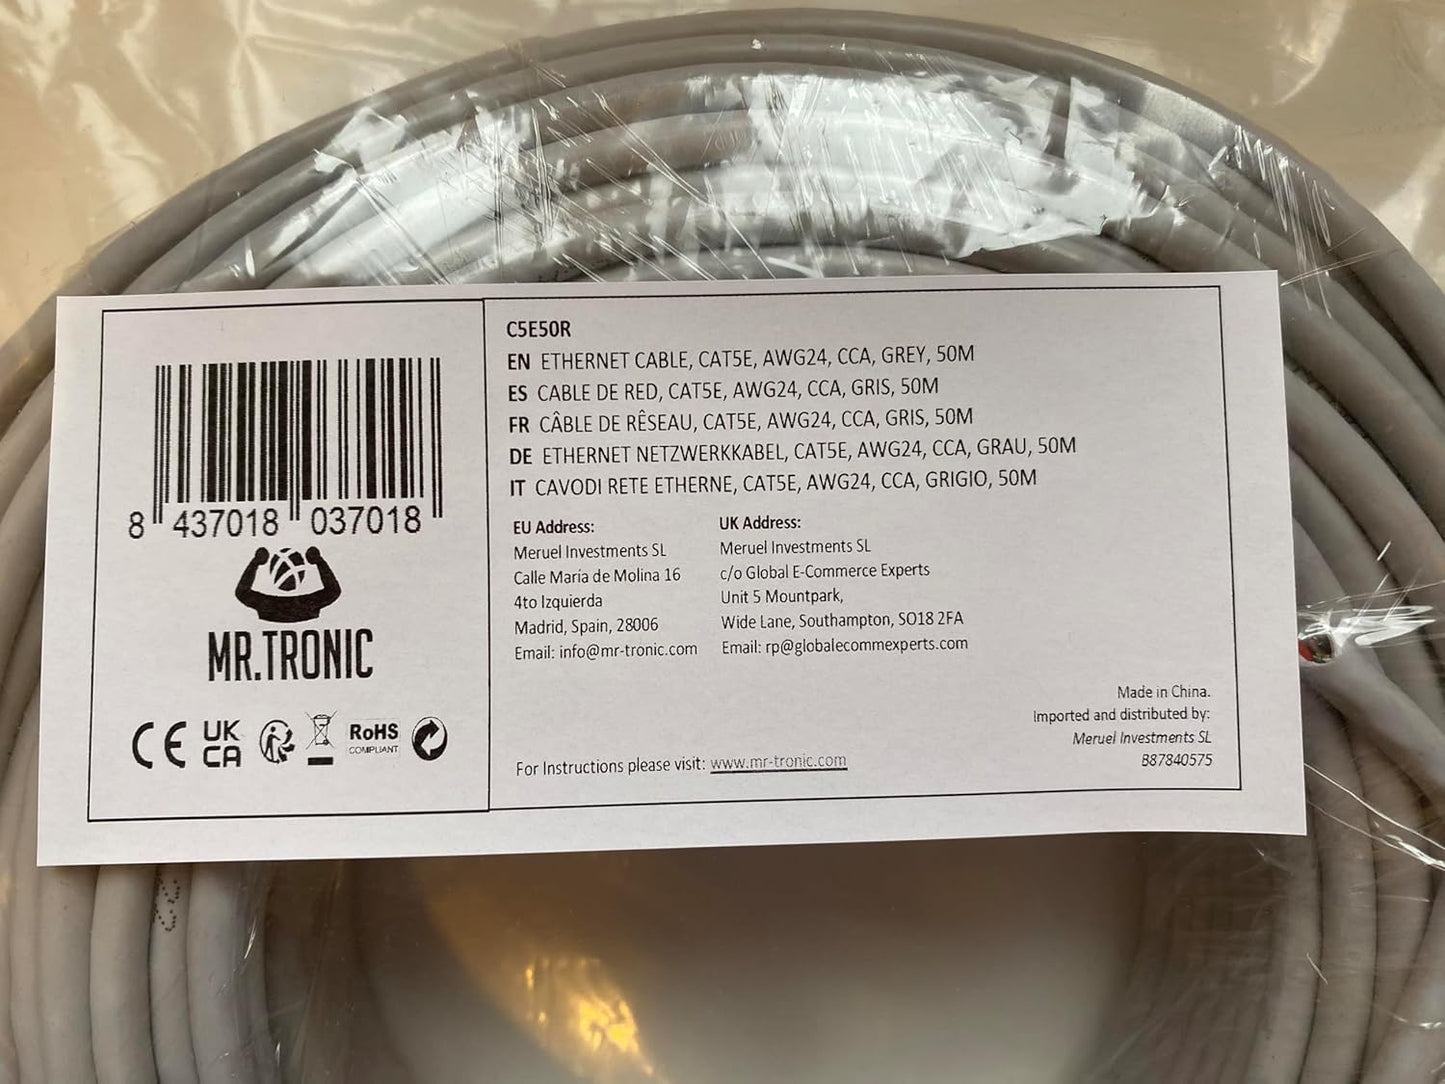 8 437018 037018
MR.TRONIC
CE UK CA RoHS COMPLIANT
C5E50R
EN ETHERNET CABLE, CAT5E, AWG24, CCA, GREY, 50M
ES CABLE DE RED, CAT5E, AWG24, CCA, GRIS, 50M
FR CÂBLE DE RÊSEAU, CAT5E, AWG24, CCA, GRIS, 50M
DE ETHERNET NETZWERKKABEL, CAT5E, AWG24, CCA, GRAU, 50M
IT CAVODI RETE ETHERNE, CAT5E, AWG24, CCA, GRIGIO, 50M
EU Address:
Meruel Investments SL
Calle María de Molina 16
4to Izquierda
Madrid, Spain, 28006
Email: info@mr-tronic.com
UK Address:
Meruel Investments SL
c/o Global E-Commerce Experts
Unit 5 Mountpark,
Wide Lane, Southampton, SO18 2FA
Email: rp@globalecommexperts.com
Made in China.
Imported and distributed by:
Meruel Investments SL
B87840575
For Instructions please visit: www.mr-tronic.com